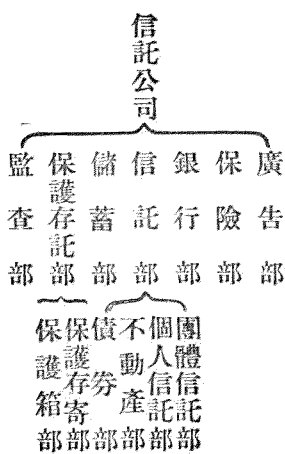 信託公司
廣告部
保險部
銀行部
信託部
儲蓄部
保護存託部
監查部
團體信託部
個人信託部
不動產部
債券部
保護存寄部
保護箱部